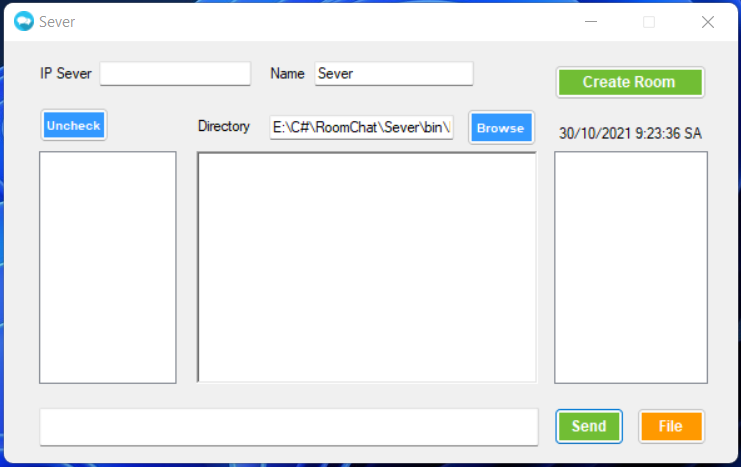 Sever
IP Sever
Name Sever
Create Room
Uncheck
Directory E:\C#\RoomChat\Sever\bin\
Browse
30/10/2021 9:23:36 SA
Send
File